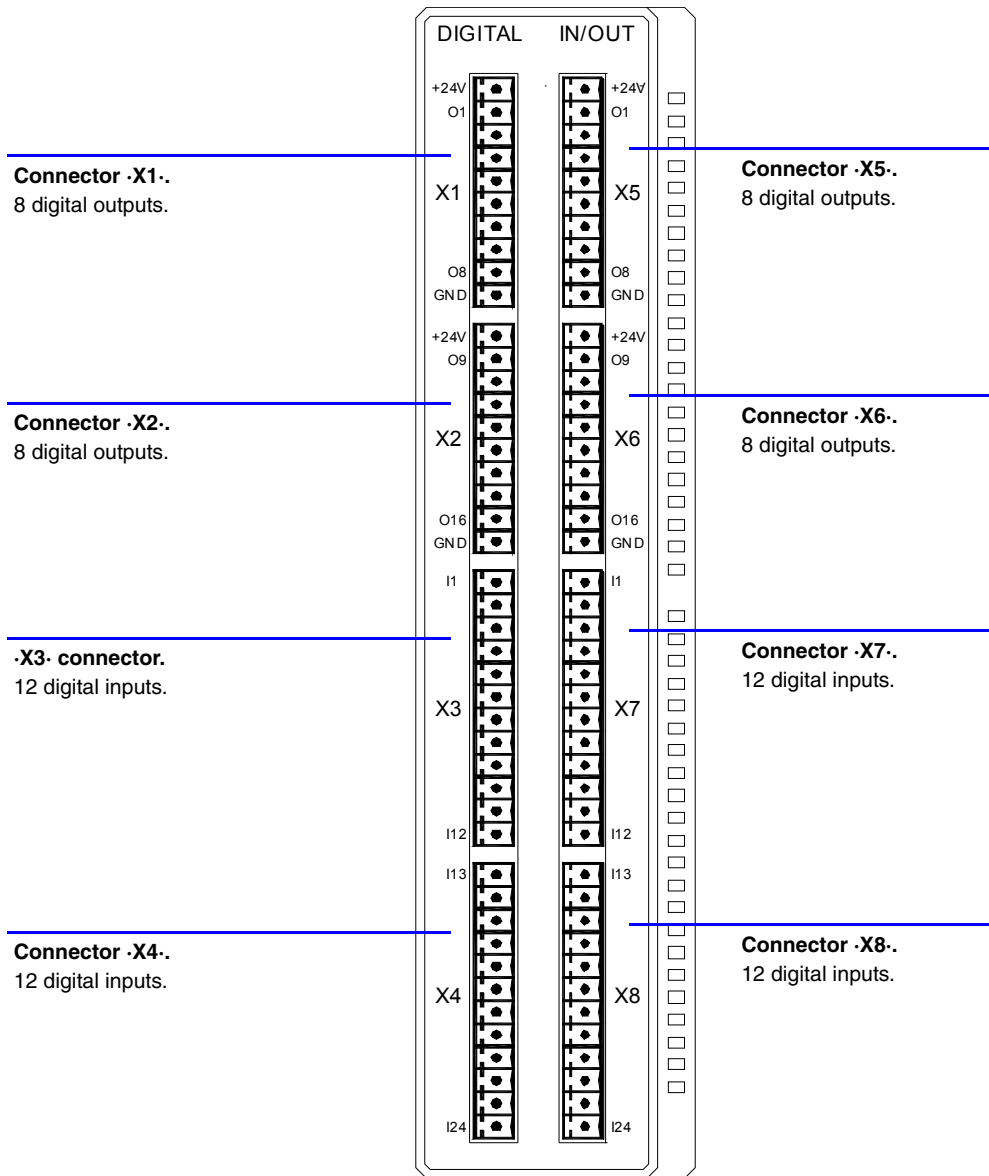 DIGITAL IN/OUT
+24V
O1
X1
O8
GND
+24V
O9
X2
O16
GND
I1
X3
I12
I13
X4
I24
+24V
O1
X5
O8
GND
+24V
O9
X6
O16
GND
I1
X7
I12
I13
X8
I24
Connector ·X1·.
8 digital outputs.
Connector ·X2·.
8 digital outputs.
·X3· connector.
12 digital inputs.
Connector ·X4·.
12 digital inputs.
Connector ·X5·.
8 digital outputs.
Connector ·X6·.
8 digital outputs.
Connector ·X7·.
12 digital inputs.
Connector ·X8·.
12 digital inputs.